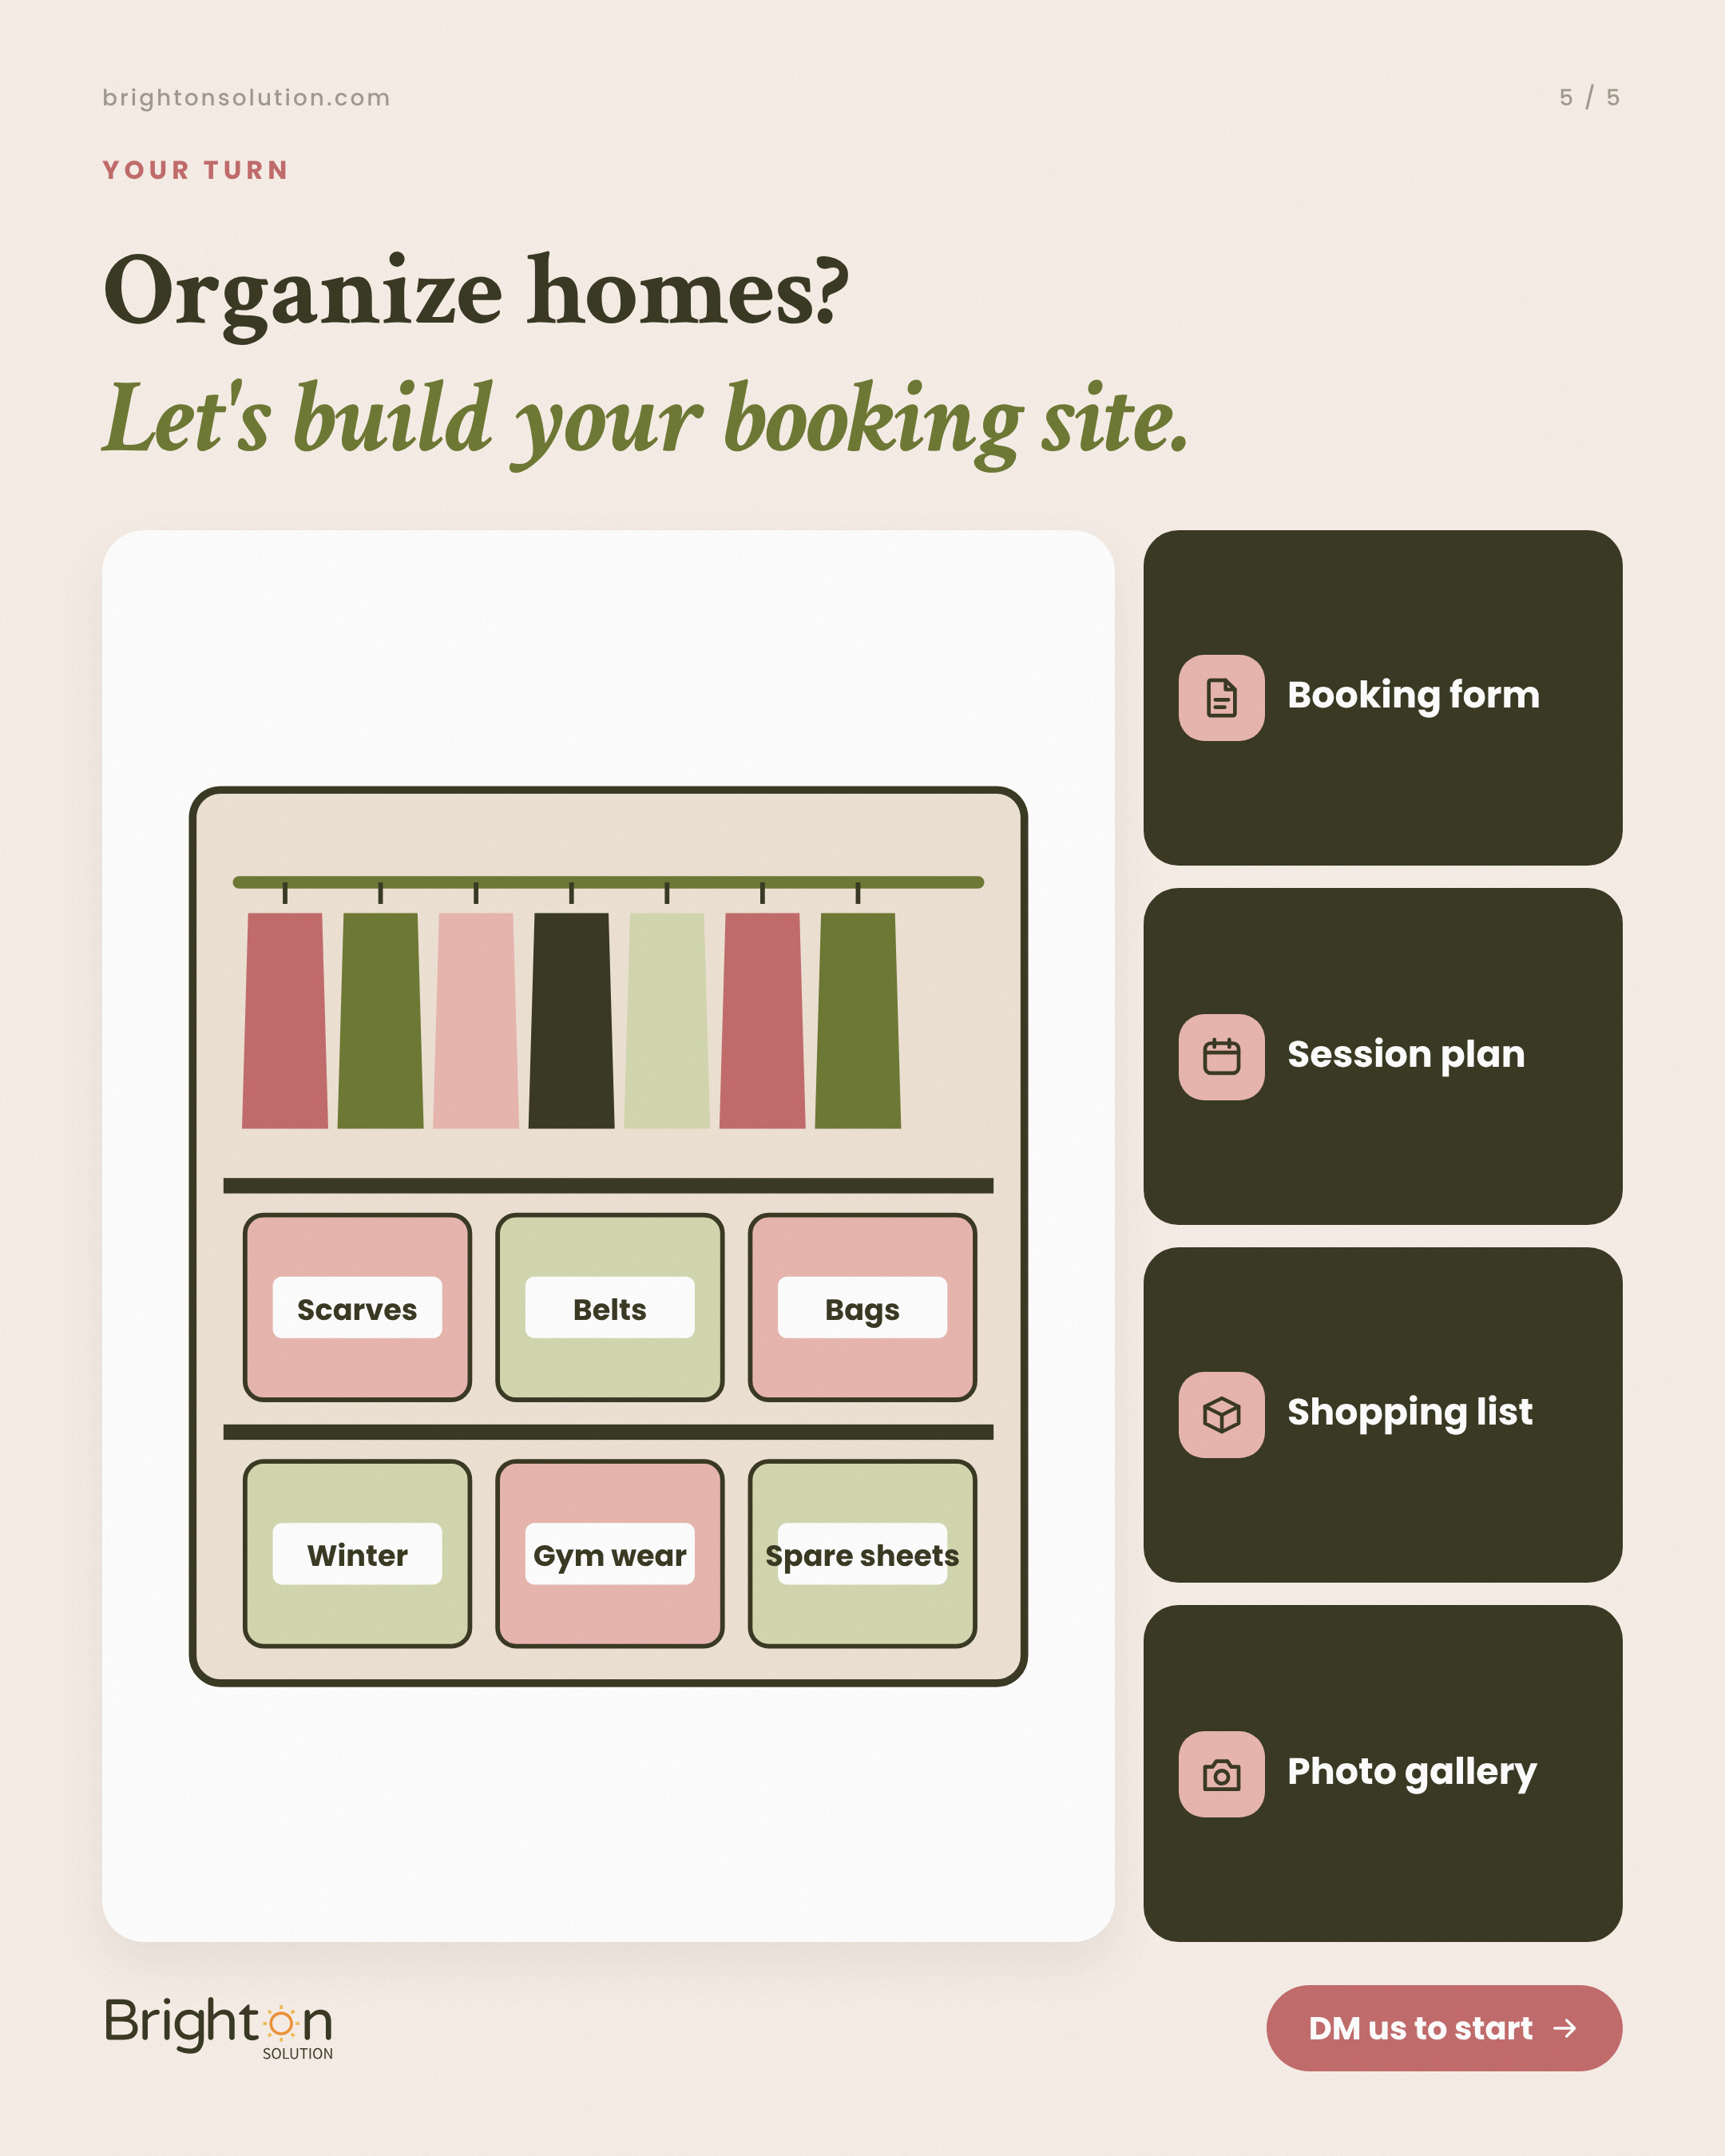 brightonsolution.com
5 / 5
YOUR TURN
Organize homes?
Let's build your booking site.
Booking form
Session plan
Shopping list
Photo gallery
Scarves
Belts
Bags
Winter
Gym wear
Spare sheets
Brighton
SOLUTION
DM us to start →